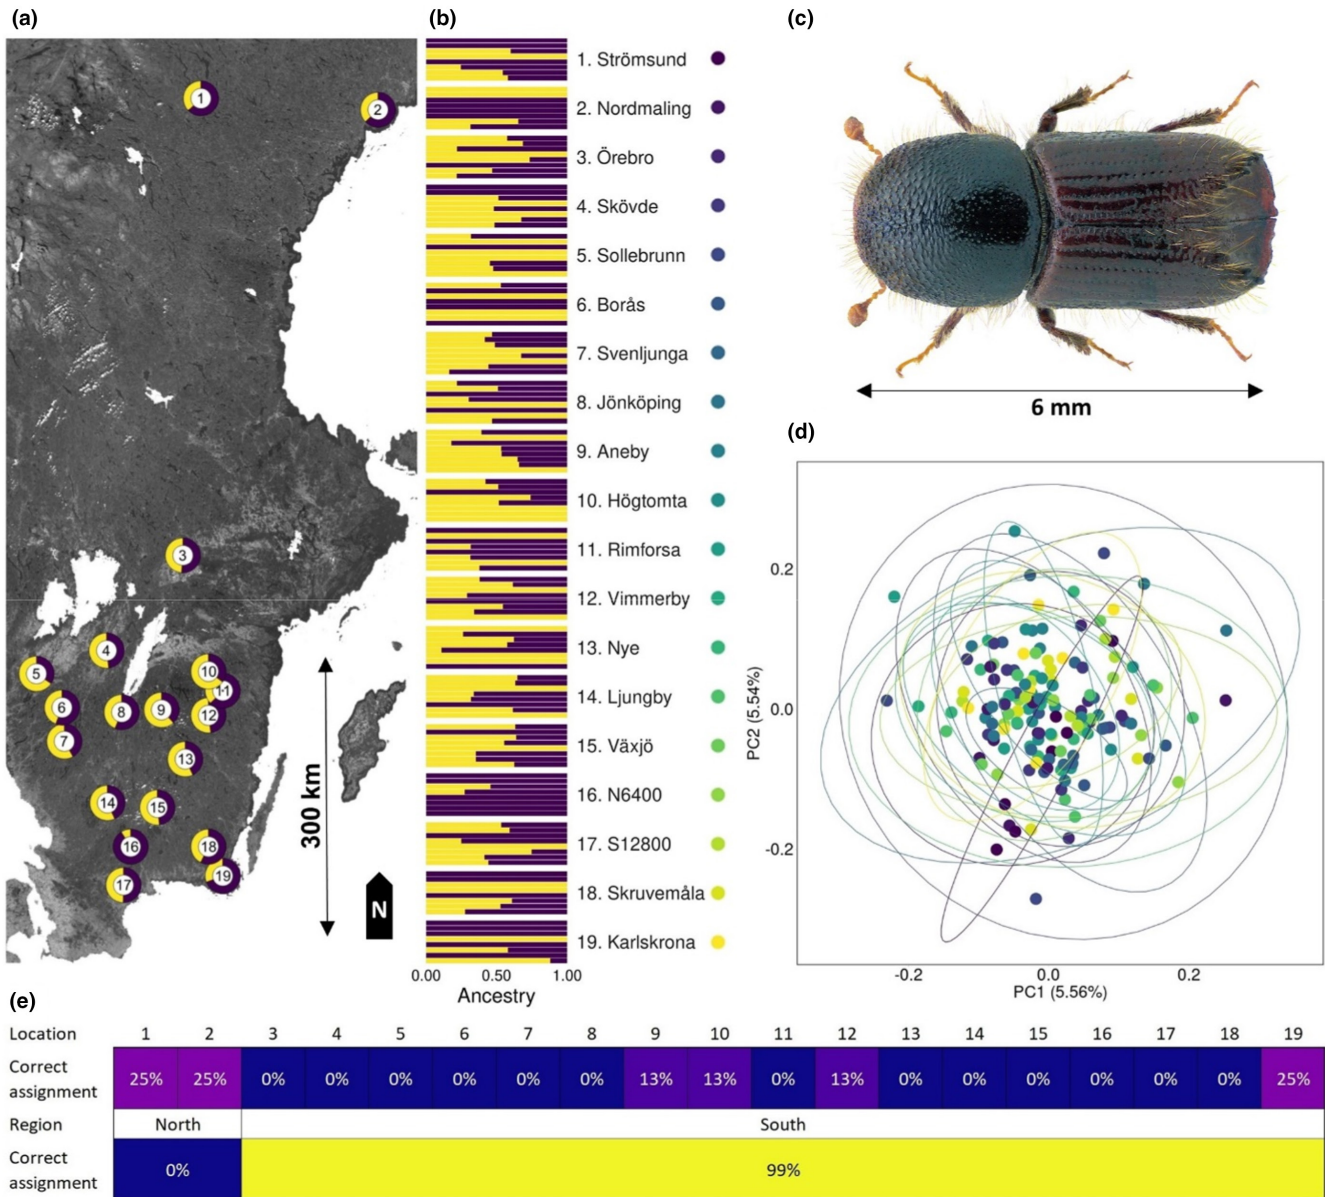 (a)
1
2
3
4
5
6
7
8
9
10
11
12
13
14
15
16
17
18
19
300 km
N
(b)
1. Strömsund
2. Nordmaling
3. Örebro
4. Skövde
5. Sollebrunn
6. Borås
7. Svenljunga
8. Jönköping
9. Aneby
10. Högtomta
11. Rimforsa
12. Vimmerby
13. Nye
14. Ljungby
15. Växjö
16. N6400
17. S12800
18. Skruvemåla
19. Karlskrona
0.00 0.50 1.00
Ancestry
(c)
6 mm
(d)
0.2
0.0
-0.2
PC2 (5.54%)
-0.2 0.0 0.2
PC1 (5.56%)
(e)
Location 1 2 3 4 5 6 7 8 9 10 11 12 13 14 15 16 17 18 19
Correct
assignment
25% 25% 0% 0% 0% 0% 0% 0% 13% 13% 0% 13% 0% 0% 0% 0% 0% 0% 25%
Region North South
Correct
assignment
0% 99%